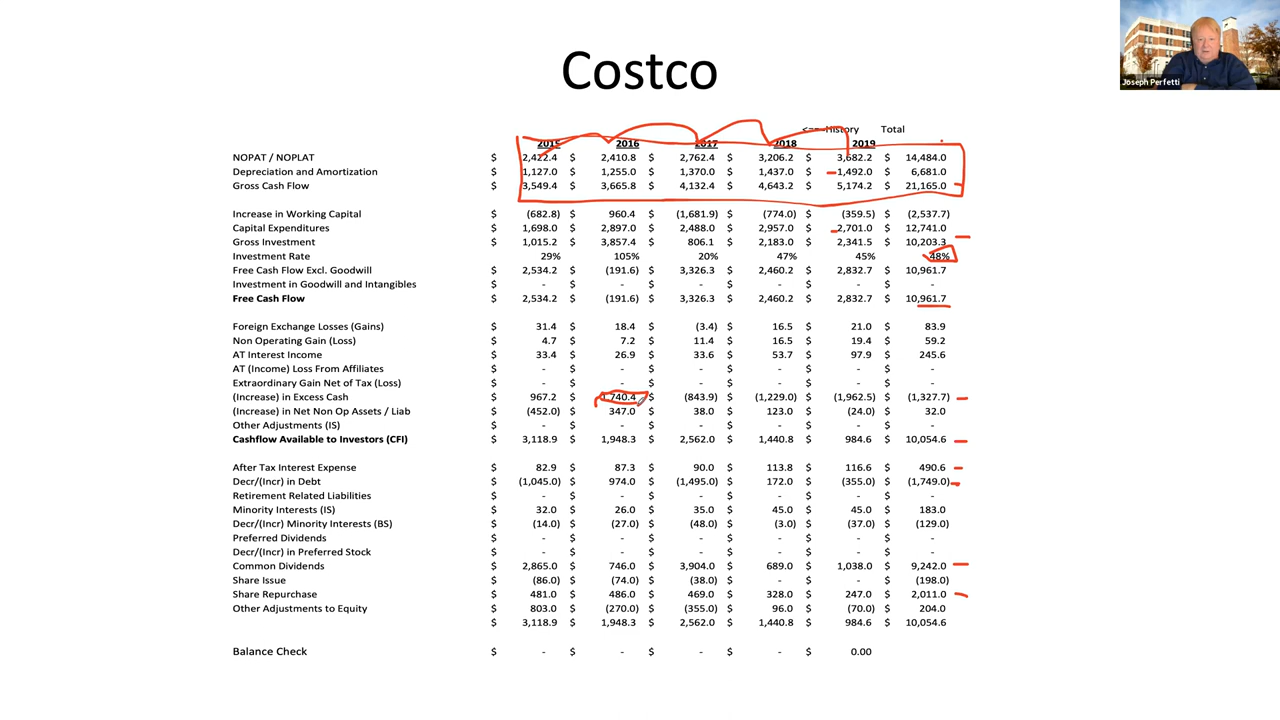 Joseph Perfetti
Costco
<== History Total
2015 2016 2017 2018 2019
NOPAT / NOPLAT $ 2,422.4 $ 2,410.8 $ 2,762.4 $ 3,206.2 $ 3,682.2 $ 14,484.0
Depreciation and Amortization $ 1,127.0 $ 1,255.0 $ 1,370.0 $ 1,437.0 $ 1,492.0 $ 6,681.0
Gross Cash Flow $ 3,549.4 $ 3,665.8 $ 4,132.4 $ 4,643.2 $ 5,174.2 $ 21,165.0
Increase in Working Capital $ (682.8) $ 960.4 $ (1,681.9) $ (774.0) $ (359.5) $ (2,537.7)
Capital Expenditures $ 1,698.0 $ 2,897.0 $ 2,488.0 $ 2,957.0 $ 2,701.0 $ 12,741.0
Gross Investment $ 1,015.2 $ 3,857.4 $ 806.1 $ 2,183.0 $ 2,341.5 $ 10,203.3
Investment Rate 29% 105% 20% 47% 45% 48%
Free Cash Flow Excl. Goodwill $ 2,534.2 $ (191.6) $ 3,326.3 $ 2,460.2 $ 2,832.7 $ 10,961.7
Investment in Goodwill and Intangibles $ - $ - $ - $ - $ - $ -
Free Cash Flow $ 2,534.2 $ (191.6) $ 3,326.3 $ 2,460.2 $ 2,832.7 $ 10,961.7
Foreign Exchange Losses (Gains) $ 31.4 $ 18.4 $ (3.4) $ 16.5 $ 21.0 $ 83.9
Non Operating Gain (Loss) $ 4.7 $ 7.2 $ 11.4 $ 16.5 $ 19.4 $ 59.2
AT Interest Income $ 33.4 $ 26.9 $ 33.6 $ 53.7 $ 97.9 $ 245.6
AT (Income) Loss From Affiliates $ - $ - $ - $ - $ - $ -
Extraordinary Gain Net of Tax (Loss) $ - $ - $ - $ - $ - $ -
(Increase) in Excess Cash $ 967.2 $ 1,740.4 $ (843.9) $ (1,229.0) $ (1,962.5) $ (1,327.7)
(Increase) in Net Non Op Assets / Liab $ (452.0) $ 347.0 $ 38.0 $ 123.0 $ (24.0) $ 32.0
Other Adjustments (IS) $ - $ - $ - $ - $ - $ -
Cashflow Available to Investors (CFI) $ 3,118.9 $ 1,948.3 $ 2,562.0 $ 1,440.8 $ 984.6 $ 10,054.6
After Tax Interest Expense $ 82.9 $ 87.3 $ 90.0 $ 113.8 $ 116.6 $ 490.6
Decr/(Incr) in Debt $ (1,045.0) $ 974.0 $ (1,495.0) $ 172.0 $ (355.0) $ (1,749.0)
Retirement Related Liabilities $ - $ - $ - $ - $ - $ -
Minority Interests (IS) $ 32.0 $ 26.0 $ 35.0 $ 45.0 $ 45.0 $ 183.0
Decr/(Incr) Minority Interests (BS) $ (14.0) $ (27.0) $ (48.0) $ (3.0) $ (37.0) $ (129.0)
Preferred Dividends $ - $ - $ - $ - $ - $ -
Decr/(Incr) in Preferred Stock $ - $ - $ - $ - $ - $ -
Common Dividends $ 2,865.0 $ 746.0 $ 3,904.0 $ 689.0 $ 1,038.0 $ 9,242.0
Share Issue $ (86.0) $ (74.0) $ (38.0) $ - $ - $ (198.0)
Share Repurchase $ 481.0 $ 486.0 $ 469.0 $ 328.0 $ 247.0 $ 2,011.0
Other Adjustments to Equity $ 803.0 $ (270.0) $ (355.0) $ 96.0 $ (70.0) $ 204.0
$ 3,118.9 $ 1,948.3 $ 2,562.0 $ 1,440.8 $ 984.6 $ 10,054.6
Balance Check $ - $ - $ - $ - $ 0.00